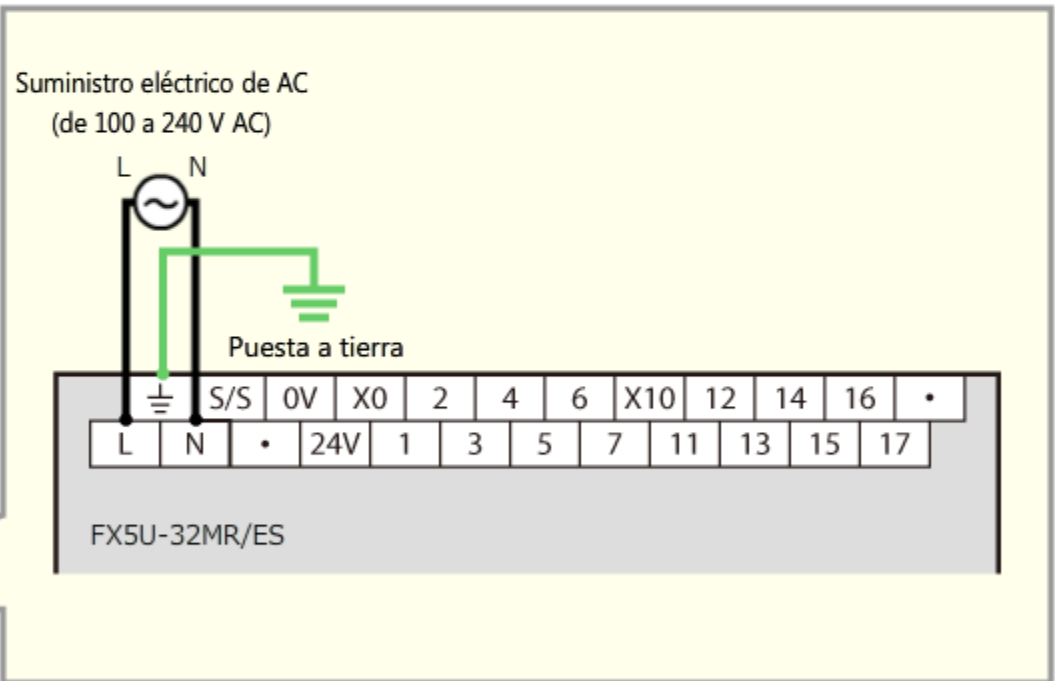 Suministro eléctrico de AC
(de 100 a 240 V AC)
L N
Puesta a tierra
S/S 0V X0 2 4 6 X10 12 14 16 •
L N • 24V 1 3 5 7 11 13 15 17
FX5U-32MR/ES